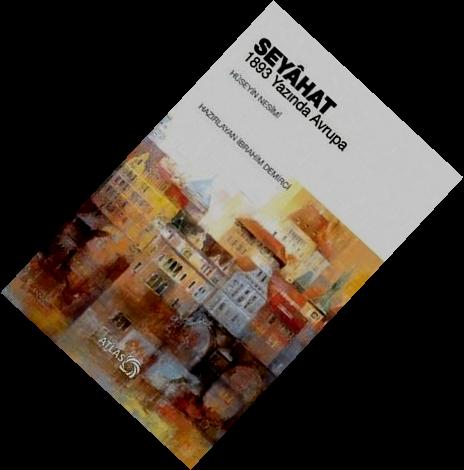 SEYÂHAT
1893 Yazında Avrupa
HÜSEYİN NESİMİ
HAZIRLAYAN İBRAHİM DEMİRCİ
ATLAS